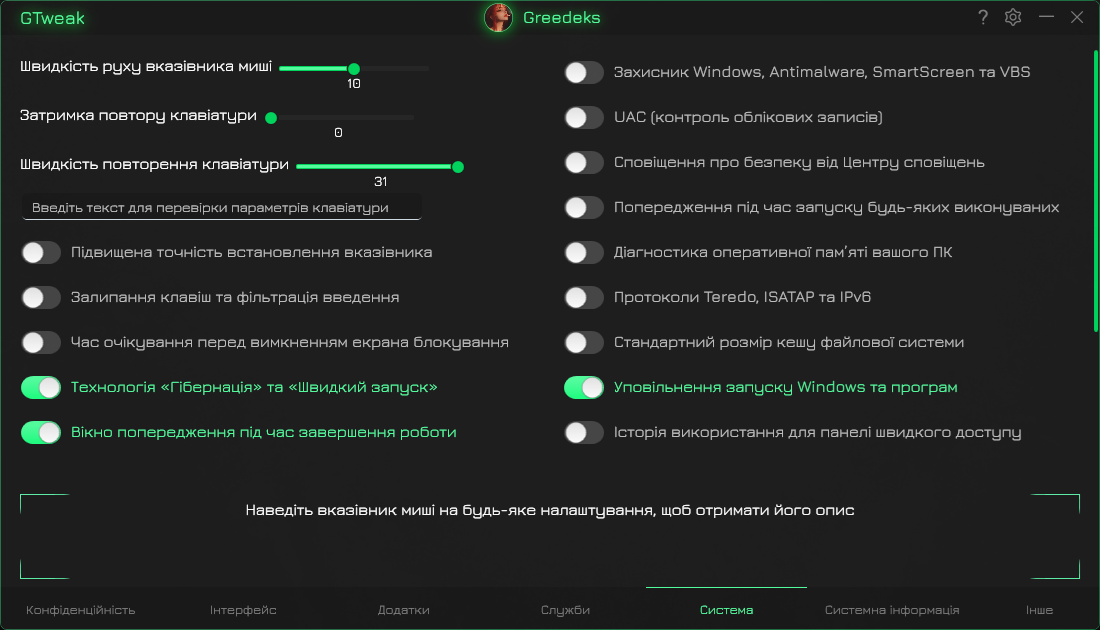 GTweak
Greedeks
?
Швидкість руху вказівника миші
10
Затримка повтору клавіатури
0
Швидкість повторення клавіатури
31
Введіть текст для перевірки параметрів клавіатури
Підвищена точність встановлення вказівника
Залипання клавіш та фільтрація введення
Час очікування перед вимкненням екрана блокування
Технологія «Гібернація» та «Швидкий запуск»
Вікно попередження під час завершення роботи
Захисник Windows, Antimalware, SmartScreen та VBS
UAC (контроль облікових записів)
Сповіщення про безпеку від Центру сповіщень
Попередження під час запуску будь-яких виконуваних
Діагностика оперативної пам’яті вашого ПК
Протоколи Teredo, ISATAP та IPv6
Стандартний розмір кешу файлової системи
Уповільнення запуску Windows та програм
Історія використання для панелі швидкого доступу
Наведіть вказівник миші на будь-яке налаштування, щоб отримати його опис
Конфіденційність
Інтерфейс
Додатки
Служби
Система
Системна інформація
Інше